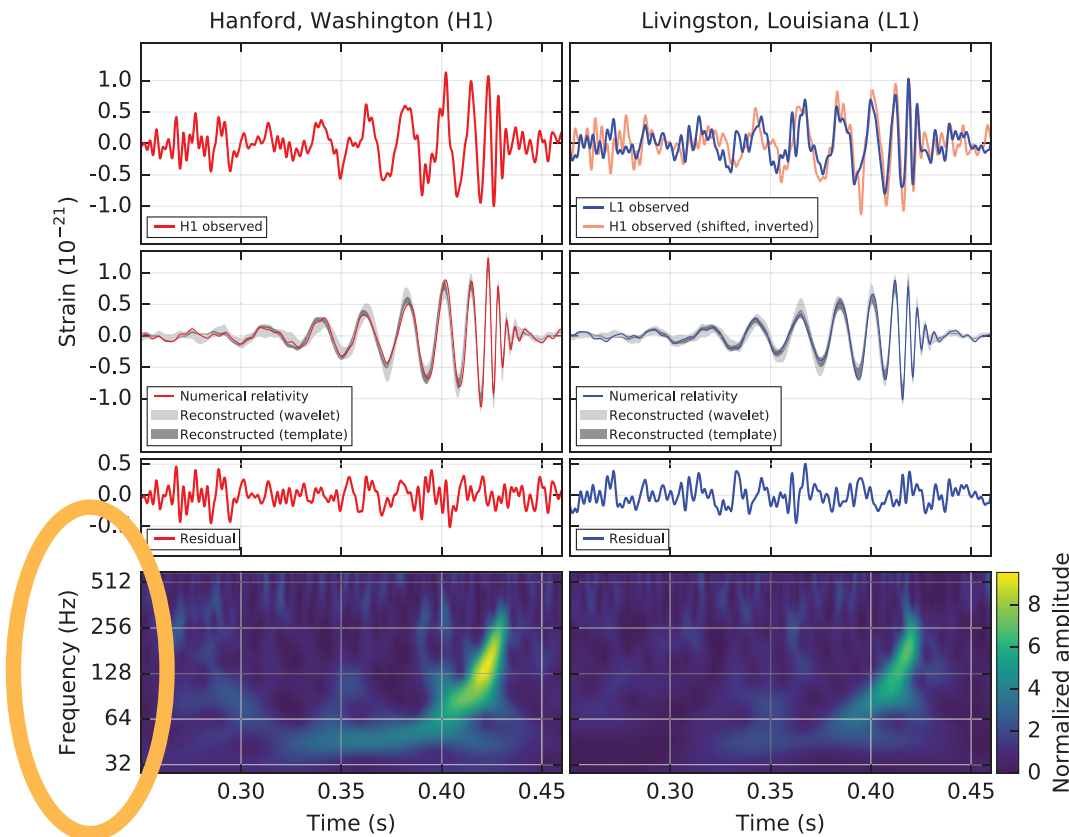 Hanford, Washington (H1)
Livingston, Louisiana (L1)
Strain (10⁻²¹)
1.0
0.5
0.0
-0.5
-1.0
H1 observed
L1 observed
H1 observed (shifted, inverted)
1.0
0.5
0.0
-0.5
-1.0
Numerical relativity
Reconstructed (wavelet)
Reconstructed (template)
Numerical relativity
Reconstructed (wavelet)
Reconstructed (template)
0.5
0.0
Residual
Residual
Frequency (Hz)
512
256
128
64
32
0.30
0.35
0.40
0.45
Time (s)
0.30
0.35
0.40
0.45
Time (s)
8
6
4
2
0
Normalized amplitude